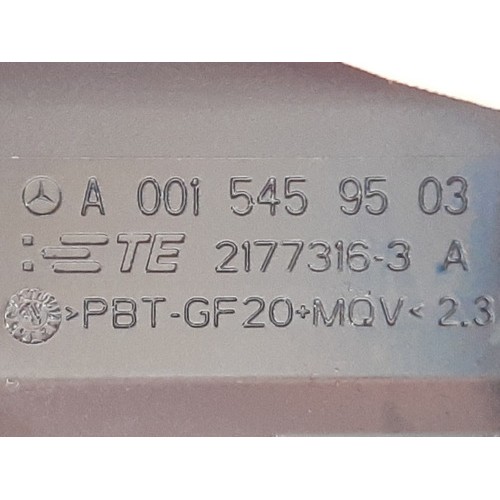 A 001 545 95 03
TE 2177316-3 A
>PBT-GF20+MQV< 2.3